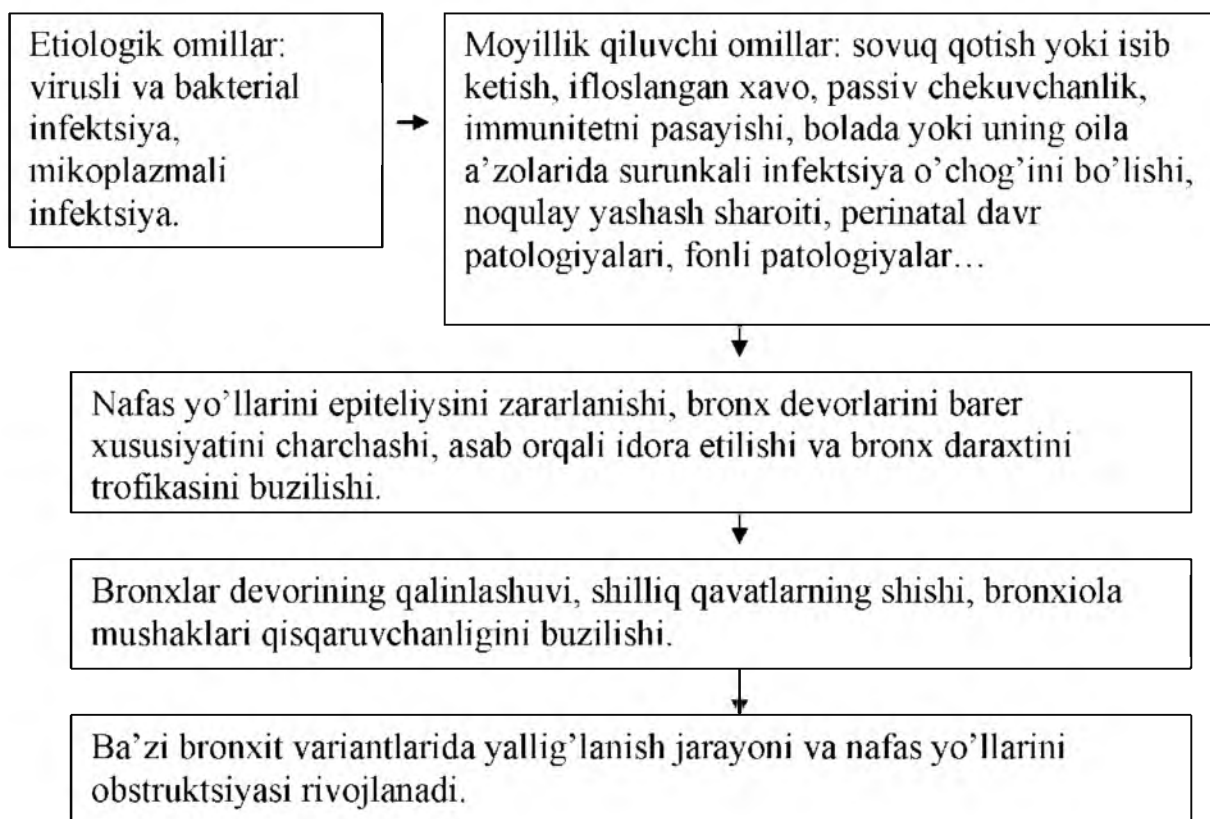 Etiologik omillar:
virusli va bakterial
infektsiya,
mikoplazmali
infektsiya.
Moyillik qiluvchi omillar: sovuq qotish yoki isib
ketish, ifloslangan xavo, passiv chekuvchanlik,
immunitetni pasayishi, bolada yoki uning oila
a’zolarida surunkali infektsiya o’chog’ini bo’lishi,
noqulay yashash sharoiti, perinatal davr
patologiyalari, fonli patologiyalar…
Nafas yo’llarini epiteliysini zararlanishi, bronx devorlarini barer
xususiyatini charchashi, asab orqali idora etilishi va bronx daraxtini
trofikasini buzilishi.
Bronxlar devorining qalinlashuvi, shilliq qavatlarning shishi, bronxiola
mushaklari qisqaruvchanligini buzilishi.
Ba’zi bronxit variantlarida yallig’lanish jarayoni va nafas yo’llarini
obstruktsiyasi rivojlanadi.